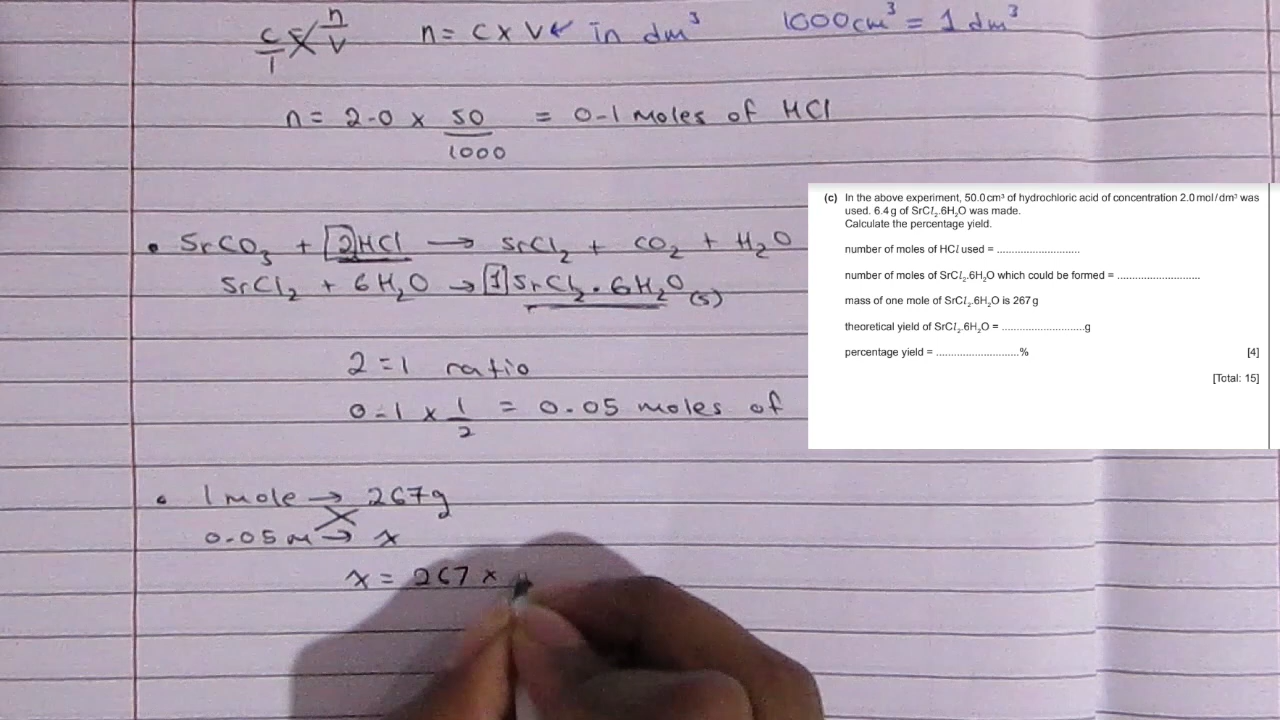 c/1 × n/v n = c x v ← in dm³ 1000cm³ = 1 dm³
n = 2.0 x 50/1000 = 0.1 moles of HCl
• SrCO₃ + 2HCl → SrCl₂ + CO₂ + H₂O
SrCl₂ + 6H₂O → 1SrCl₂.6H₂O(s)
2 = 1 ratio
0.1 x 1/2 = 0.05 moles of
• 1 mole → 267g
0.05 m → x
x = 267 x
(c) In the above experiment, 50.0 cm³ of hydrochloric acid of concentration 2.0 mol/dm³ was
used. 6.4 g of SrCl₂.6H₂O was made.
Calculate the percentage yield.
number of moles of HCl used = ............................
number of moles of SrCl₂.6H₂O which could be formed = ............................
mass of one mole of SrCl₂.6H₂O is 267 g
theoretical yield of SrCl₂.6H₂O = ............................g
percentage yield = ............................% [4]
[Total: 15]